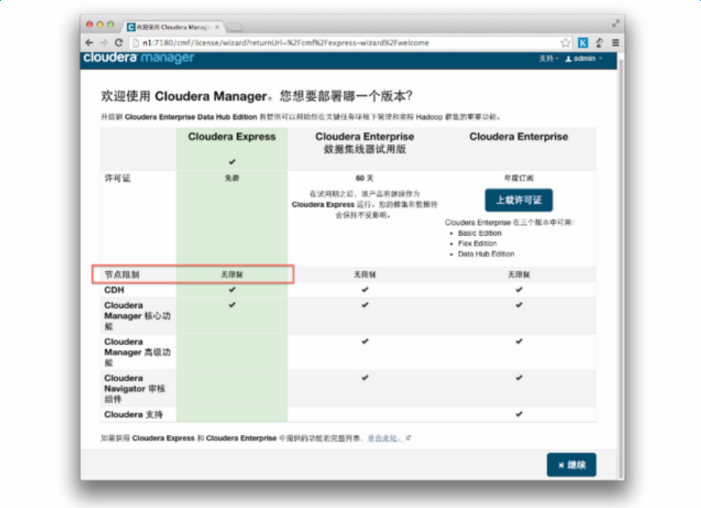 欢迎使用 Cloudera Manager
n1:7180/cmf/license/wizard?returnUrl=%2Fcmf%2Fexpress-wizard%2Fwelcome
cloudera manager
支持
admin
欢迎使用 Cloudera Manager。您想要部署哪一个版本?
升级到 Cloudera Enterprise Data Hub Edition 将提供可以帮助您在关键任务环境下管理和监控 Hadoop 群集的重要功能。
Cloudera Express
Cloudera Enterprise
数据集线器试用版
Cloudera Enterprise
✔
许可证
免费
60 天
在试用期之后,该产品将继续作为
Cloudera Express 运行。您的群集和数据将
会保持不受影响。
年度订阅
上载许可证
Cloudera Enterprise 在三个版本中可用:
• Basic Edition
• Flex Edition
• Data Hub Edition
节点限制 无限制 无限制 无限制
CDH ✔ ✔ ✔
Cloudera
Manager 核心功
能
✔ ✔ ✔
Cloudera
Manager 高级功
能
✔ ✔
Cloudera
Navigator 审核
组件
✔ ✔
Cloudera 支持 ✔
如需获得 Cloudera Express 和 Cloudera Enterprise 中提供的功能的完整列表,单击此处。
继续